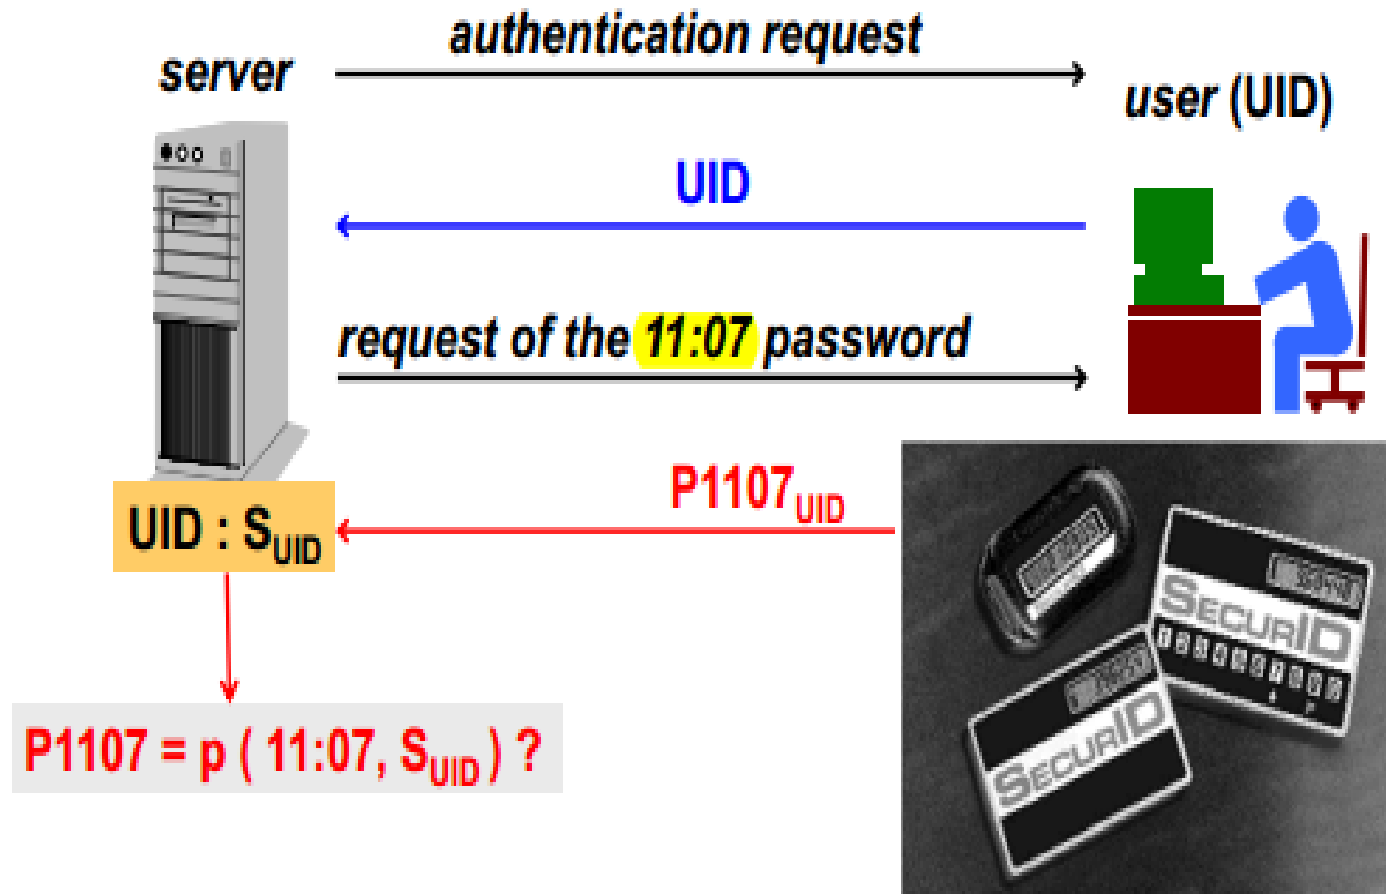 authentication request
server
user (UID)
UID
request of the 11:07 password
P1107UID
UID : SUID
P1107 = p ( 11:07, SUID ) ?
SECURID
SECURID